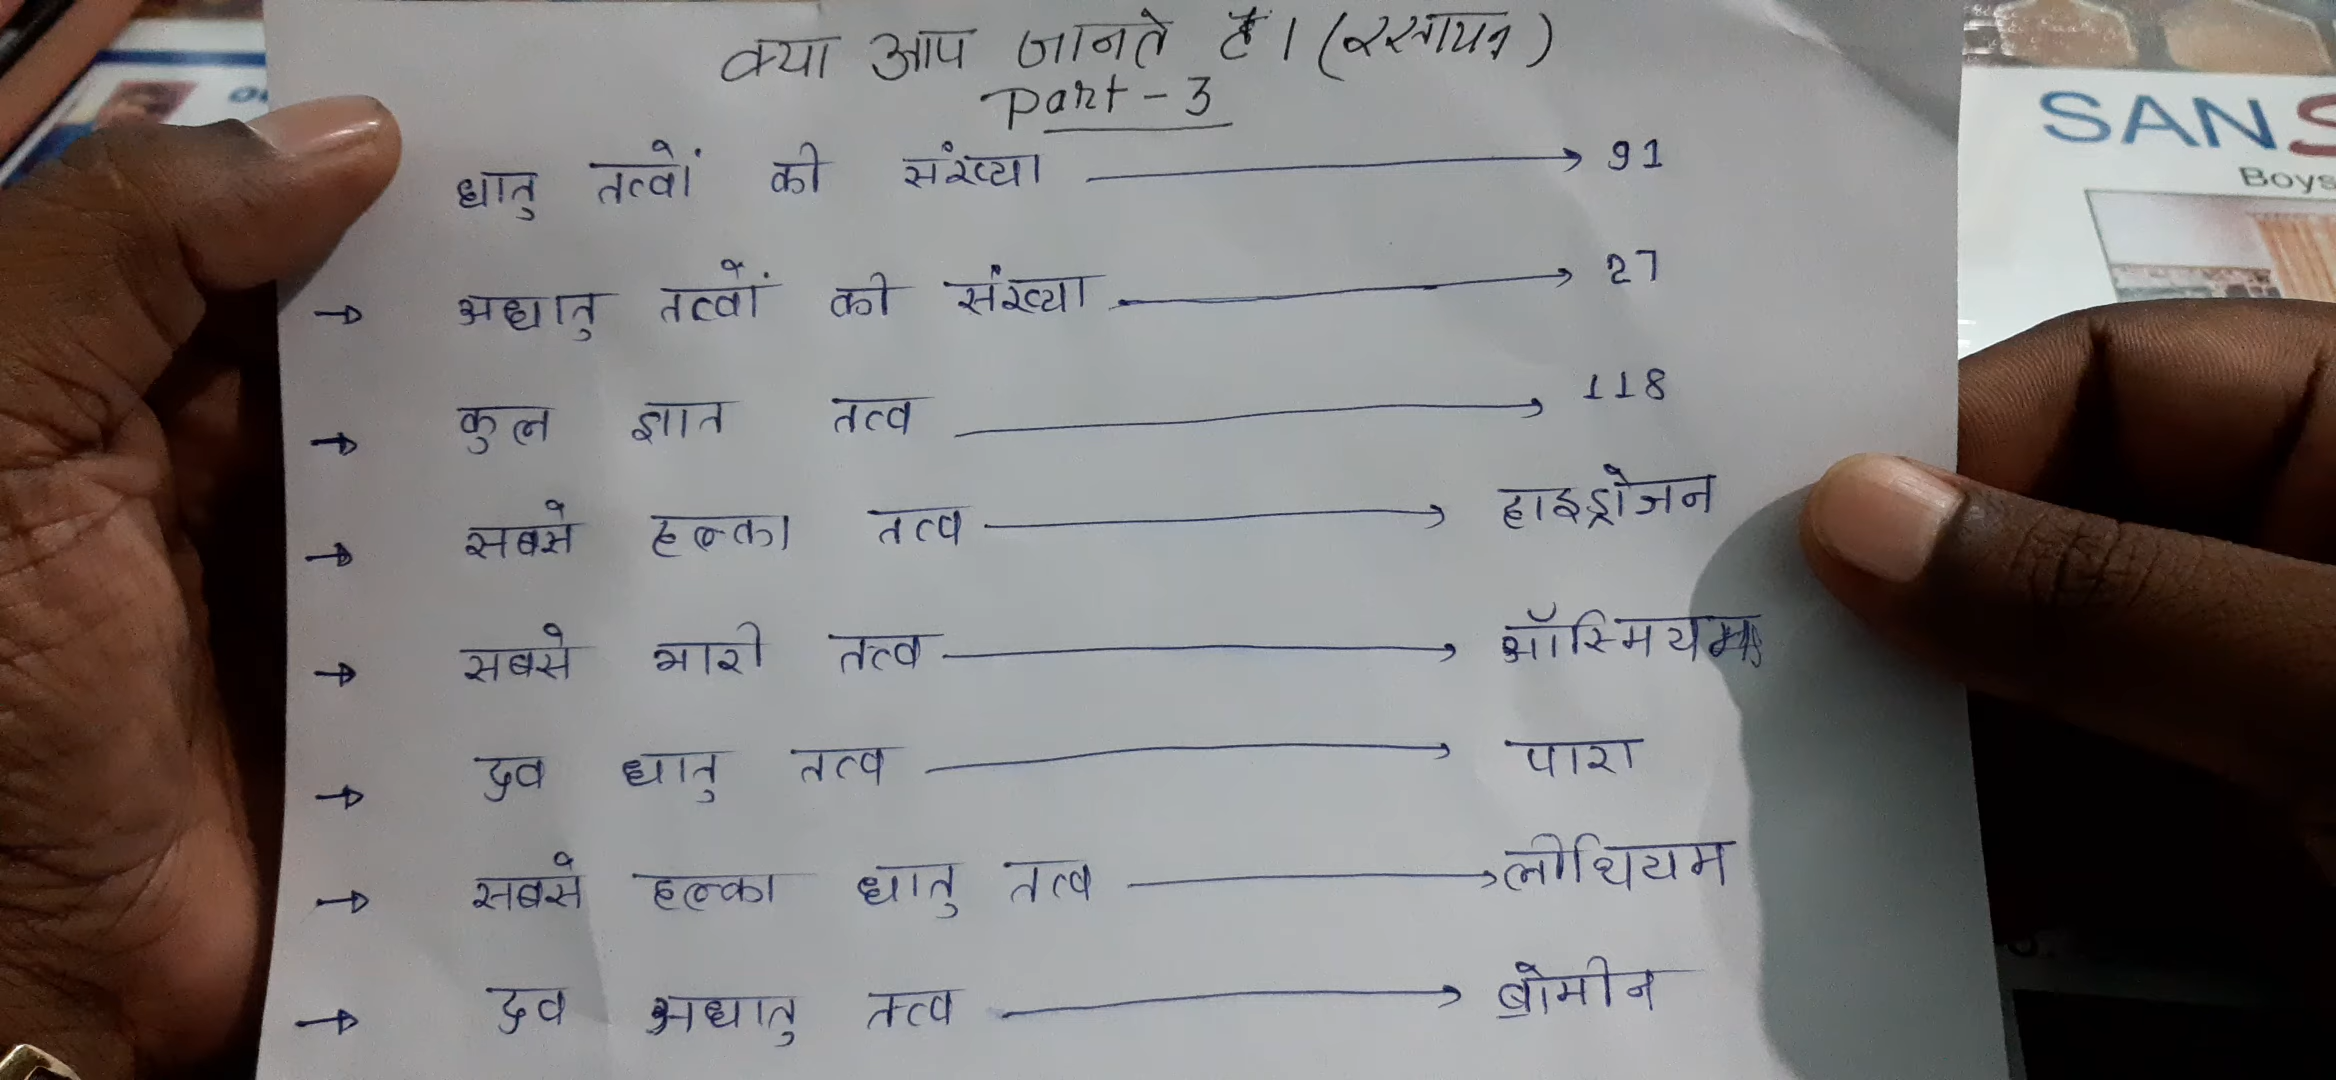 क्या आप जानते है। (रसायन)
Part - 3
धातु तत्वों की संख्या → 91
→ अधातु तत्वों की संख्या → 27
→ कुल ज्ञात तत्व → 118
→ सबसे हल्का तत्व → हाइड्रोजन
→ सबसे भारी तत्व → ऑस्मियम
→ द्रव धातु तत्व → पारा
→ सबसे हल्का धातु तत्व → लीथियम
→ द्रव अधातु तत्व → ब्रोमीन
SANS
Boys